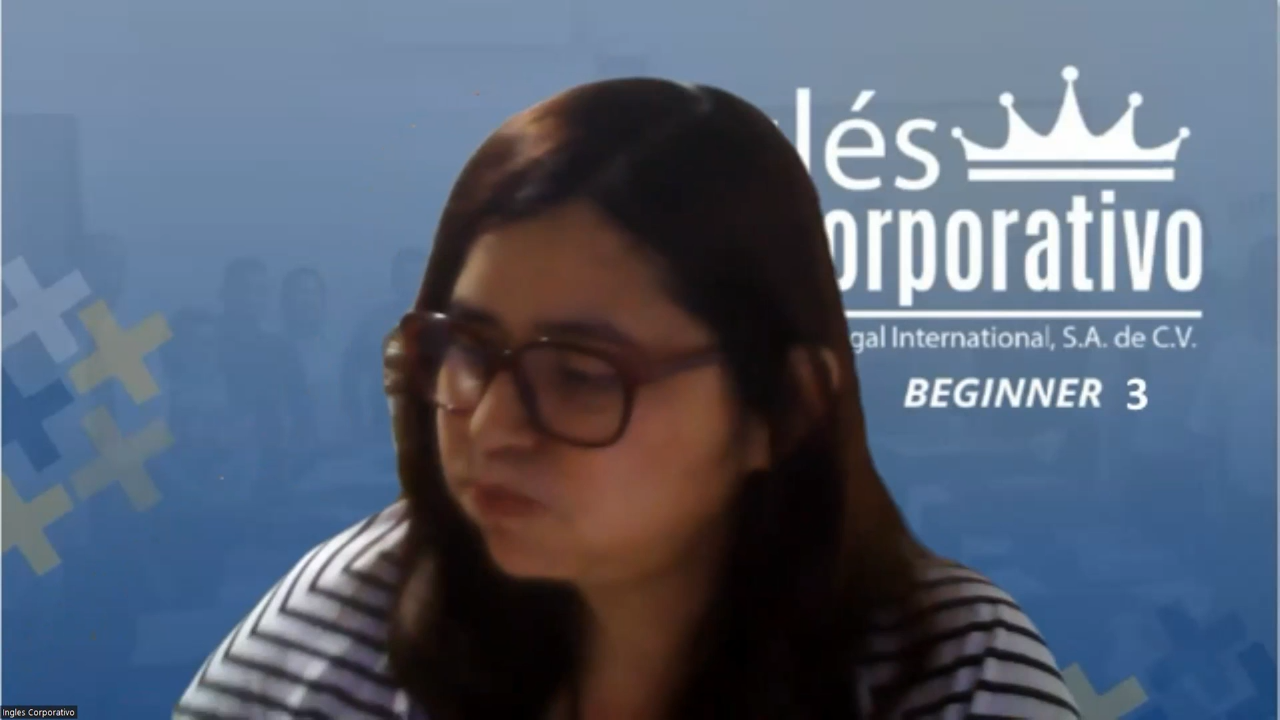 lés
orporativo
gal International, S.A. de C.V.
BEGINNER 3
Ingles Corporativo